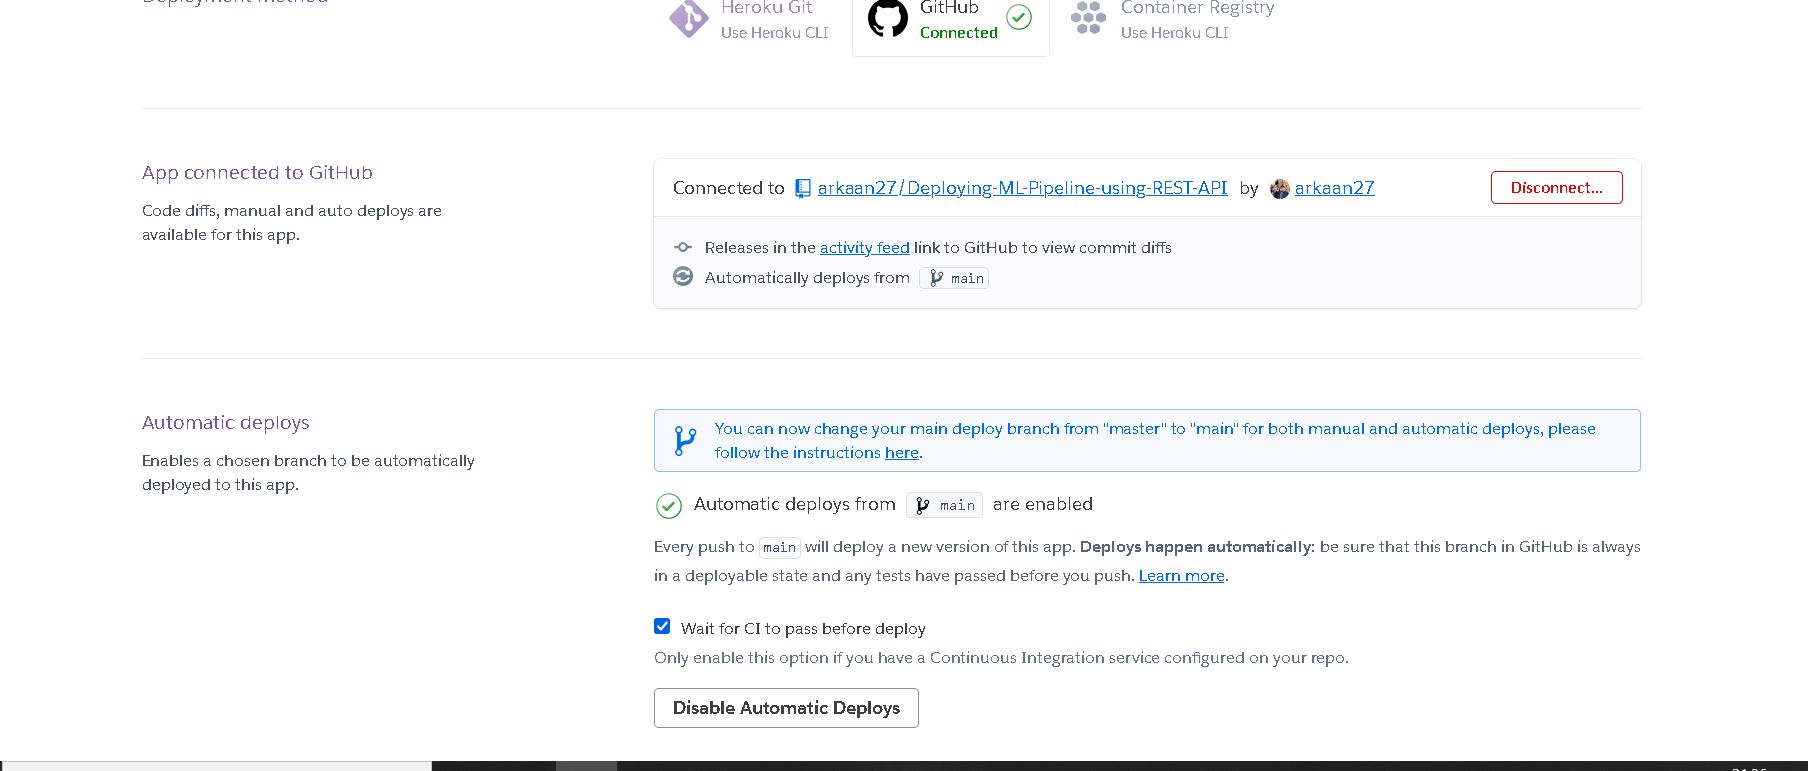 Deployment method
Heroku Git
Use Heroku CLI
GitHub
Connected
Container Registry
Use Heroku CLI
App connected to GitHub
Code diffs, manual and auto deploys are
available for this app.
Connected to arkaan27/Deploying-ML-Pipeline-using-REST-API by arkaan27
Disconnect...
Releases in the activity feed link to GitHub to view commit diffs
Automatically deploys from main
Automatic deploys
Enables a chosen branch to be automatically
deployed to this app.
You can now change your main deploy branch from "master" to "main" for both manual and automatic deploys, please
follow the instructions here.
Automatic deploys from main are enabled
Every push to main will deploy a new version of this app. Deploys happen automatically: be sure that this branch in GitHub is always
in a deployable state and any tests have passed before you push. Learn more.
Wait for CI to pass before deploy
Only enable this option if you have a Continuous Integration service configured on your repo.
Disable Automatic Deploys